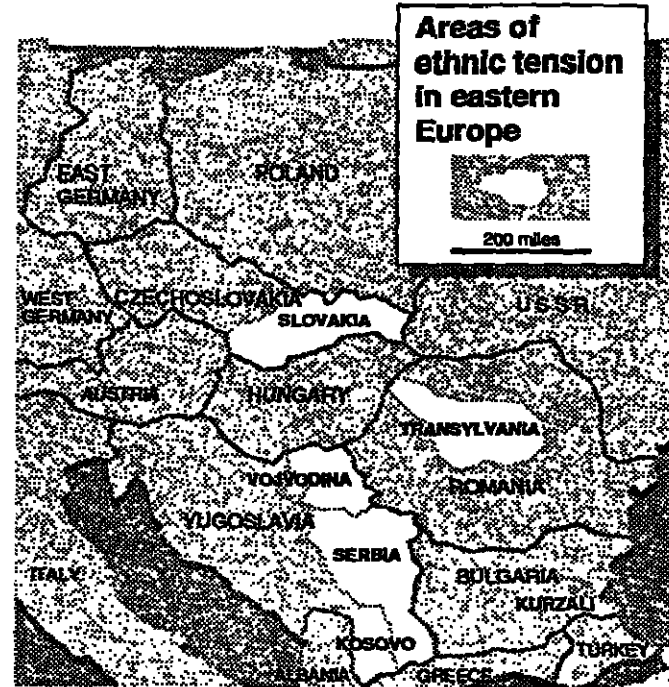 Areas of
ethnic tension
in eastern
Europe
200 miles
EAST
GERMANY
POLAND
WEST
GERMANY
CZECHOSLOVAKIA
SLOVAKIA
USSR
AUSTRIA
HUNGARY
TRANSYLVANIA
VOJVODINA
ROMANIA
YUGOSLAVIA
SERBIA
ITALY
BULGARIA
KURZALI
KOSOVO
TURKEY
ALBANIA
GREECE